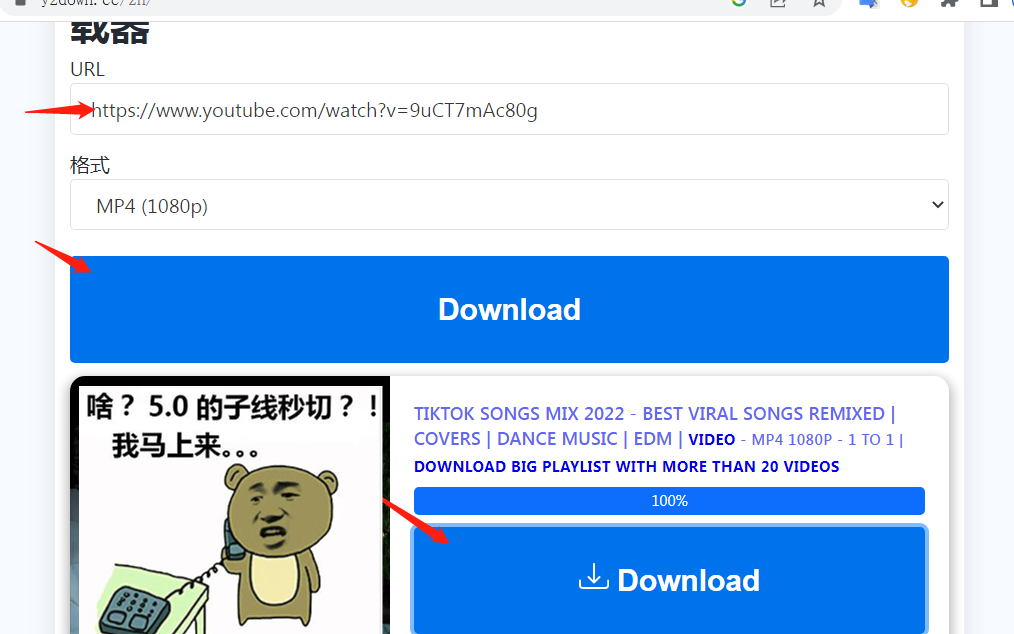 y2down.cc/zh/
载器
URL
https://www.youtube.com/watch?v=9uCT7mAc80g
格式
MP4 (1080p)
Download
啥？5.0 的子线秒切？！
我马上来。。。
TIKTOK SONGS MIX 2022 - BEST VIRAL SONGS REMIXED |
COVERS | DANCE MUSIC | EDM | VIDEO - MP4 1080P - 1 TO 1 |
DOWNLOAD BIG PLAYLIST WITH MORE THAN 20 VIDEOS
100%
Download